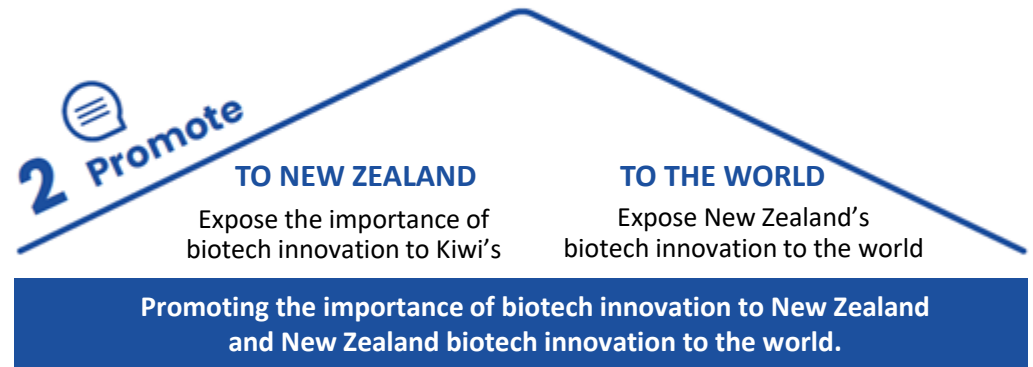 2 Promote
TO NEW ZEALAND
Expose the importance of
biotech innovation to Kiwi's
TO THE WORLD
Expose New Zealand’s
biotech innovation to the world
Promoting the importance of biotech innovation to New Zealand
and New Zealand biotech innovation to the world.